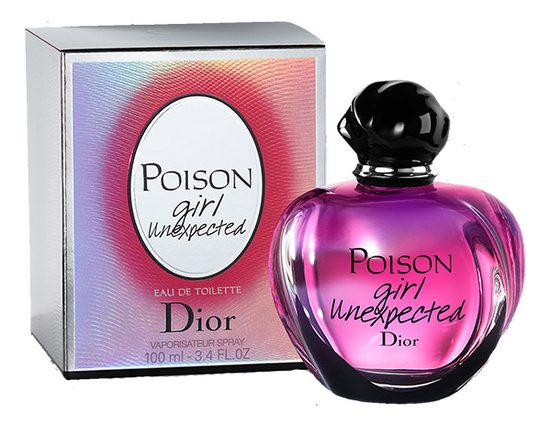 POISON
girl
Unexpected
EAU DE TOILETTE
Dior
VAPORISATEUR SPRAY
100 ml - 3.4 FL.OZ
POISON
girl
Unexpected
Dior